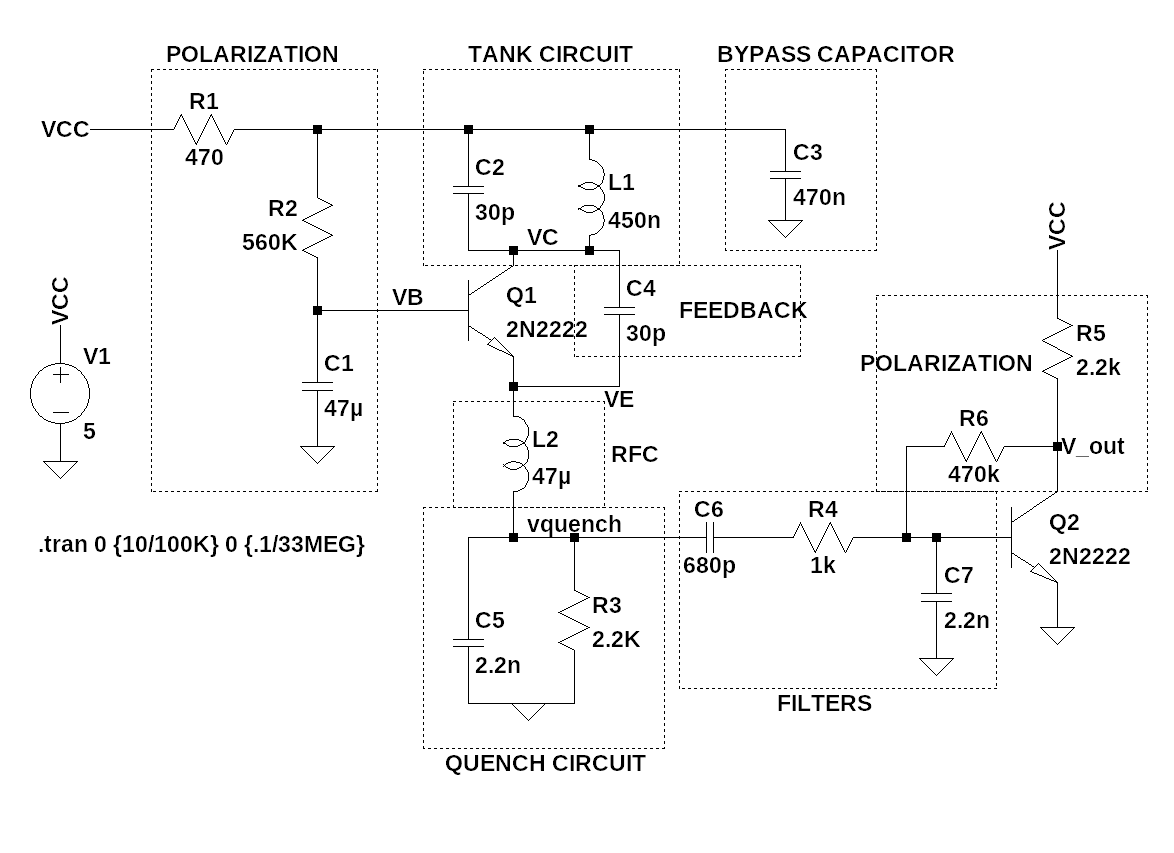 POLARIZATION
TANK CIRCUIT
BYPASS CAPACITOR
VCC
R1
470
C2
30p
L1
450n
C3
470n
R2
560K
VC
VCC
VB
Q1
2N2222
C4
30p
FEEDBACK
VCC
V1
5
C1
47µ
VE
POLARIZATION
R5
2.2k
R6
470k
V_out
L2
47µ
RFC
.tran 0 {10/100K} 0 {.1/33MEG}
vquench
C6
680p
R4
1k
Q2
2N2222
C5
2.2n
R3
2.2K
C7
2.2n
FILTERS
QUENCH CIRCUIT